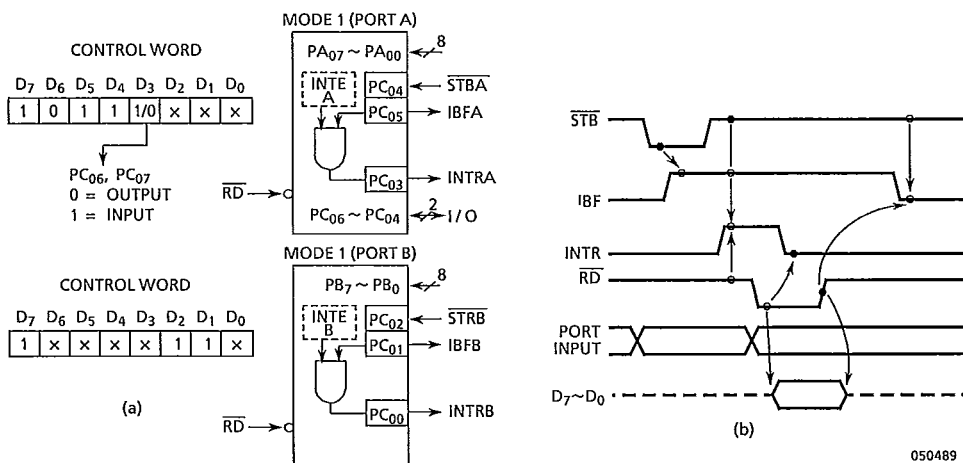 MODE 1 (PORT A)
CONTROL WORD
D7 D6 D5 D4 D3 D2 D1 D0
1 0 1 1 1/0 × × ×
PC06, PC07
0 = OUTPUT
1 = INPUT
PA07 ~ PA00
8
INTE
A
PC04
STBA
PC05
IBFA
PC03
INTRA
RD
PC06 ~ PC04
2
I/O
MODE 1 (PORT B)
CONTROL WORD
D7 D6 D5 D4 D3 D2 D1 D0
1 × × × × 1 1 ×
(a)
PB7 ~ PB0
8
INTE
B
PC02
STRB
PC01
IBFB
PC00
INTRB
RD
STB
IBF
INTR
RD
PORT
INPUT
D7~D0
(b)
050489